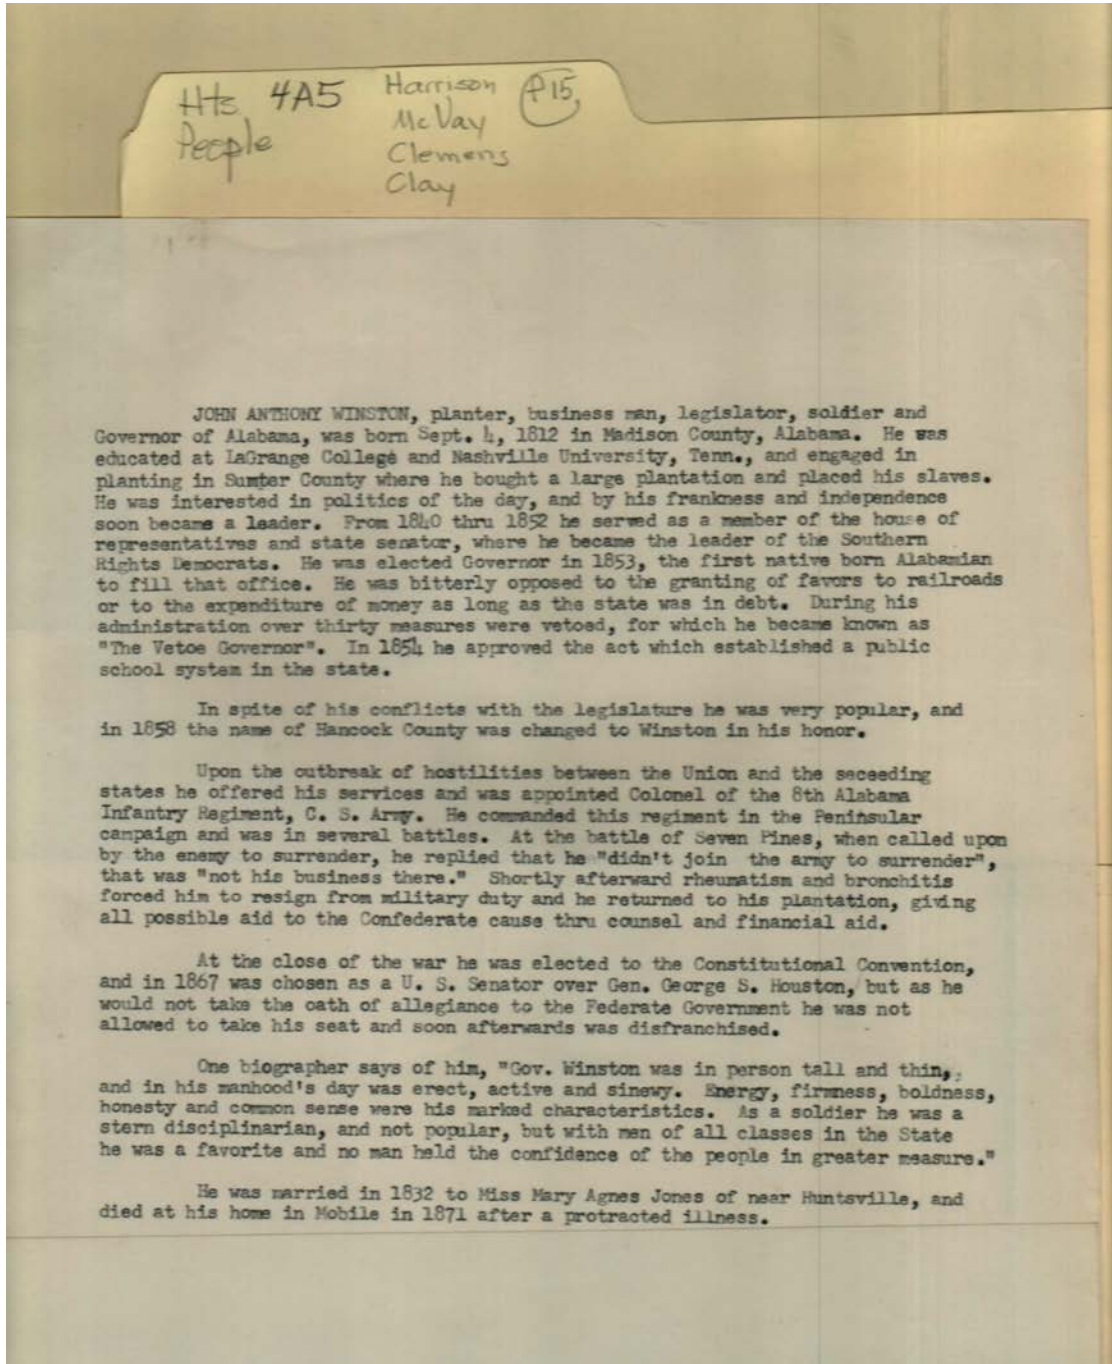 Hts. 4A5 Harrison P15
People McVay
Clemens
Clay
JOHN ANTHONY WINSTON, planter, business man, legislator, soldier and
Governor of Alabama, was born Sept. 4, 1812 in Madison County, Alabama. He was
educated at LaGrange College and Nashville University, Tenn., and engaged in
planting in Sumter County where he bought a large plantation and placed his slaves.
He was interested in politics of the day, and by his frankness and independence
soon became a leader. From 1840 thru 1852 he served as a member of the house of
representatives and state senator, where he became the leader of the Southern
Rights Democrats. He was elected Governor in 1853, the first native born Alabamian
to fill that office. He was bitterly opposed to the granting of favors to railroads
or to the expenditure of money as long as the state was in debt. During his
administration over thirty measures were vetoed, for which he became known as
"The Vetoe Governor". In 1854 he approved the act which established a public
school system in the state.
In spite of his conflicts with the legislature he was very popular, and
in 1858 the name of Hancock County was changed to Winston in his honor.
Upon the outbreak of hostilities between the Union and the seceeding
states he offered his services and was appointed Colonel of the 8th Alabama
Infantry Regiment, C. S. Army. He commanded this regiment in the Peninsular
campaign and was in several battles. At the battle of Seven Pines, when called upon
by the enemy to surrender, he replied that he "didn't join the army to surrender",
that was "not his business there." Shortly afterward rheumatism and bronchitis
forced him to resign from military duty and he returned to his plantation, giving
all possible aid to the Confederate cause thru counsel and financial aid.
At the close of the war he was elected to the Constitutional Convention,
and in 1867 was chosen as a U. S. Senator over Gen. George S. Houston, but as he
would not take the oath of allegiance to the Federate Government he was not
allowed to take his seat and soon afterwards was disfranchised.
One biographer says of him, "Gov. Winston was in person tall and thin,
and in his manhood's day was erect, active and sinewy. Energy, firmness, boldness,
honesty and common sense were his marked characteristics. As a soldier he was a
stern disciplinarian, and not popular, but with men of all classes in the State
he was a favorite and no man held the confidence of the people in greater measure."
He was married in 1832 to Miss Mary Agnes Jones of near Huntsville, and
died at his home in Mobile in 1871 after a protracted illness.